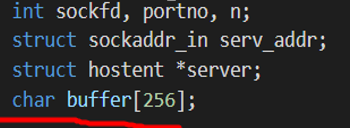 int sockfd, portno, n;
struct sockaddr_in serv_addr;
struct hostent *server;
char buffer[256];